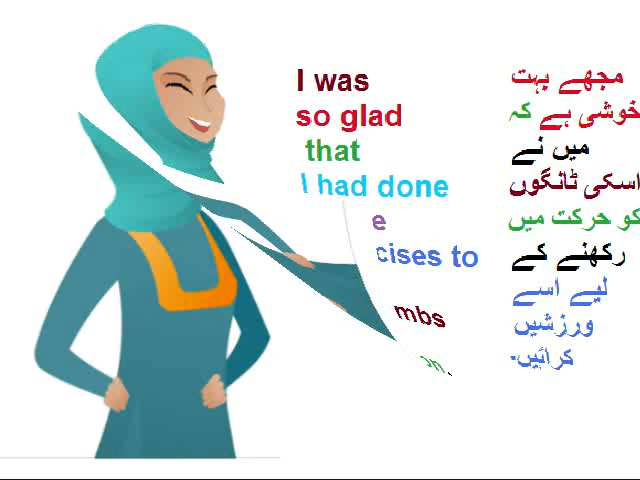 I was
so glad
that
I had done
e
cises to
mbs
on.
مجھے بہت
خوشی ہے کہ
میں نے
اسکی ٹانگوں
کو حرکت میں
رکھنے کے
لیے اسے
ورزشیں
کرائیں۔